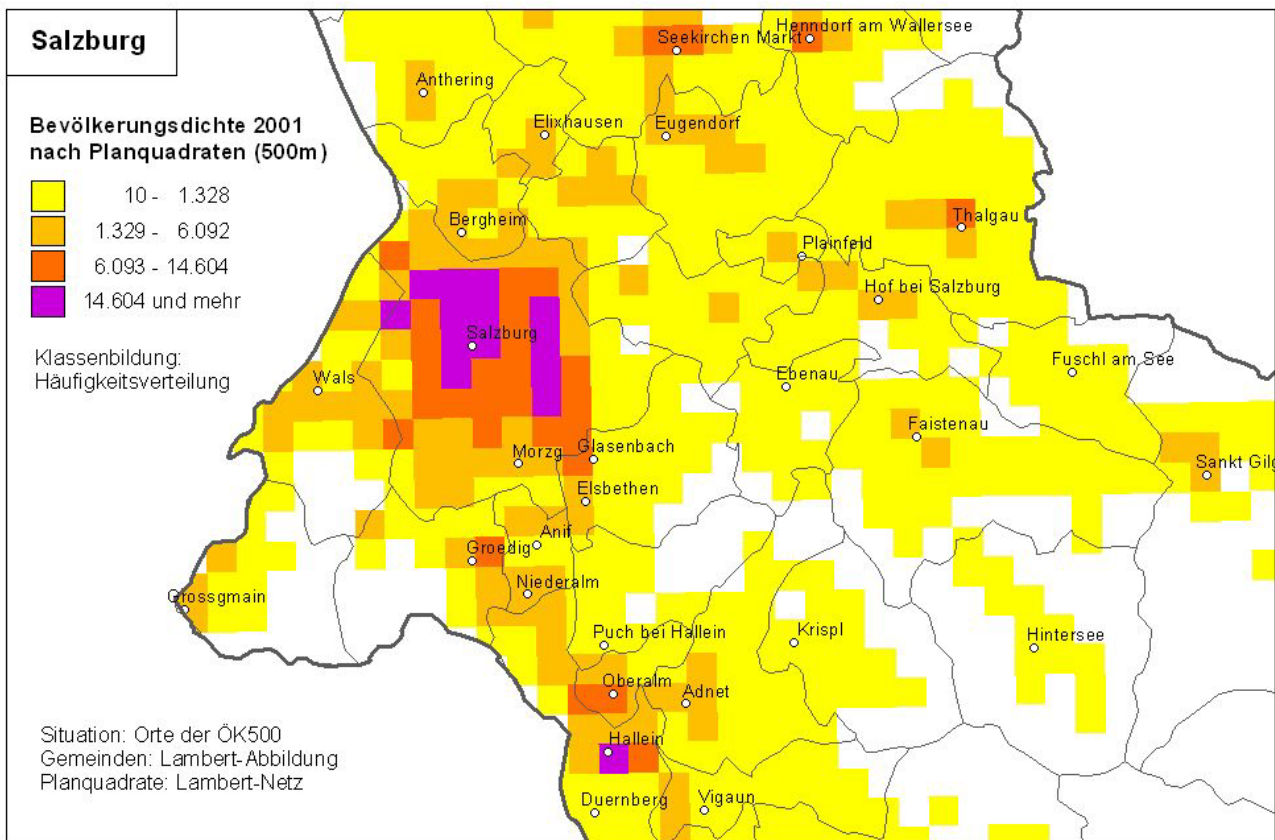 Salzburg
Bevölkerungsdichte 2001
nach Planquadraten (500m)
10 - 1.328
1.329 - 6.092
6.093 - 14.604
14.604 und mehr
Klassenbildung:
Häufigkeitsverteilung
Henndorf am Wallersee
Seekirchen Markt
Anthering
Elixhausen
Eugendorf
Bergheim
Thalgau
Plainfeld
Hof bei Salzburg
Salzburg
Fuschl am See
Wals
Ebenau
Faistenau
Morzg
Glasenbach
Sankt Gilg
Elsbethen
Anif
Groedig
Niederalm
Grossgmain
Puch bei Hallein
Krispl
Hintersee
Oberalm
Adnet
Hallein
Duernberg
Vigaun
Situation: Orte der ÖK500
Gemeinden: Lambert-Abbildung
Planquadrate: Lambert-Netz